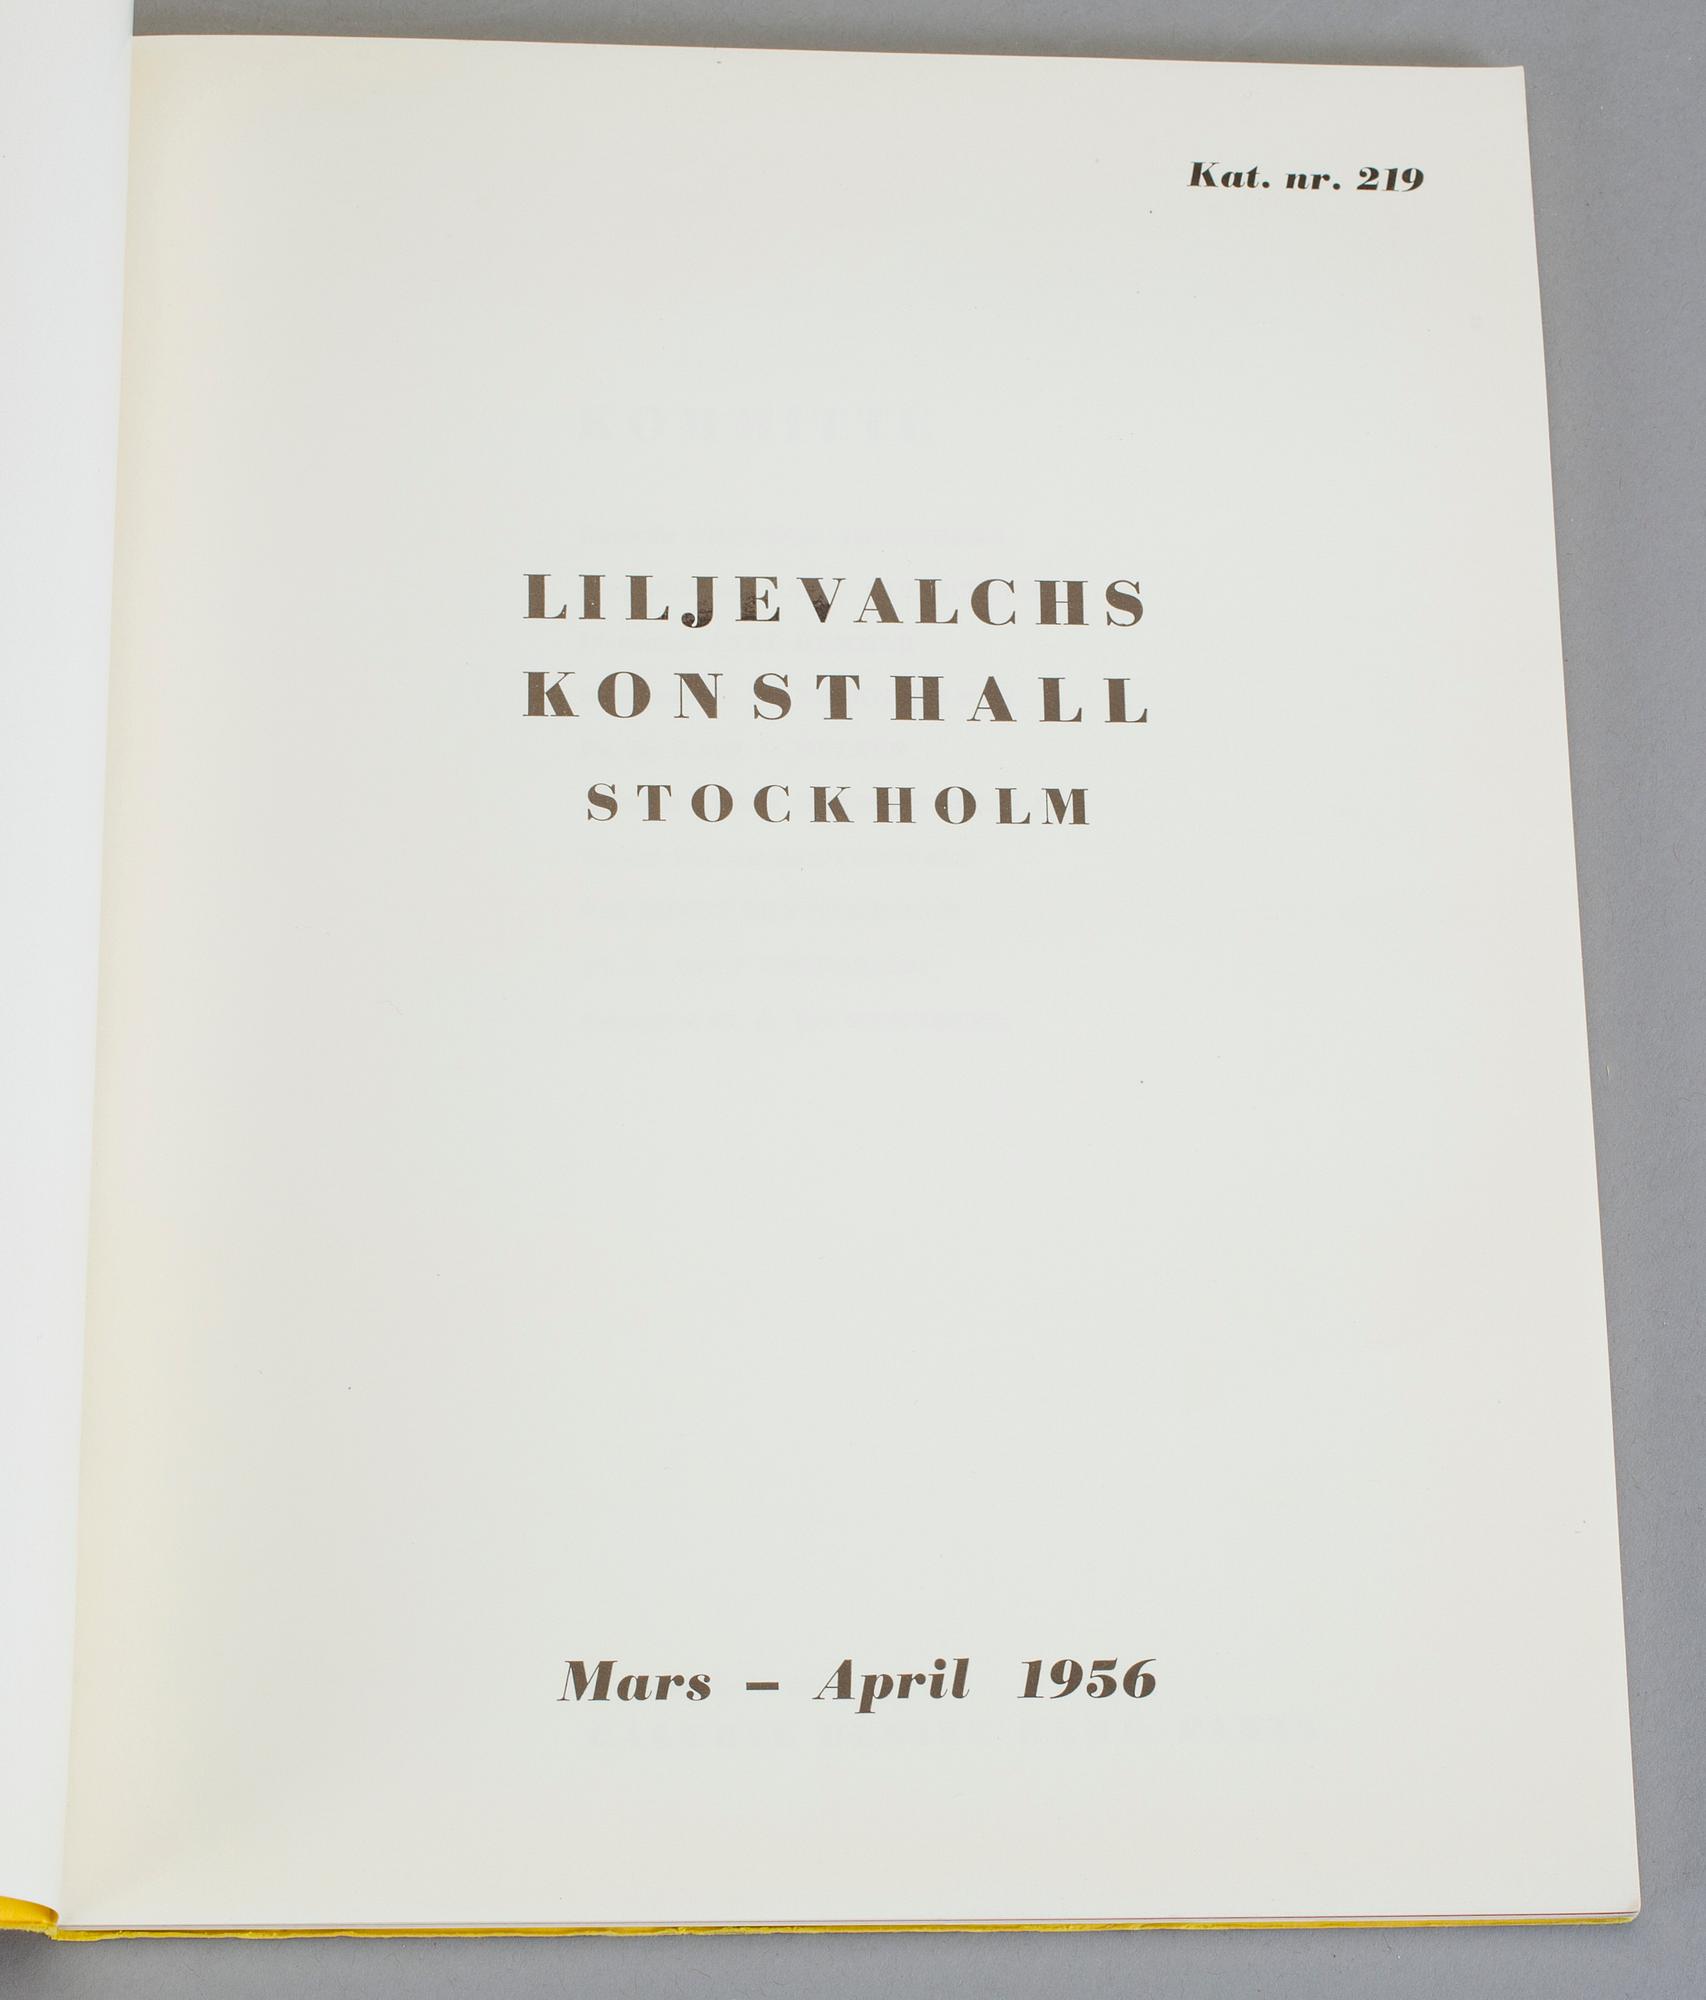 Kat. nr. 219
LILJEVALCHS
KONSTHALL
STOCKHOLM
Mars – April 1956